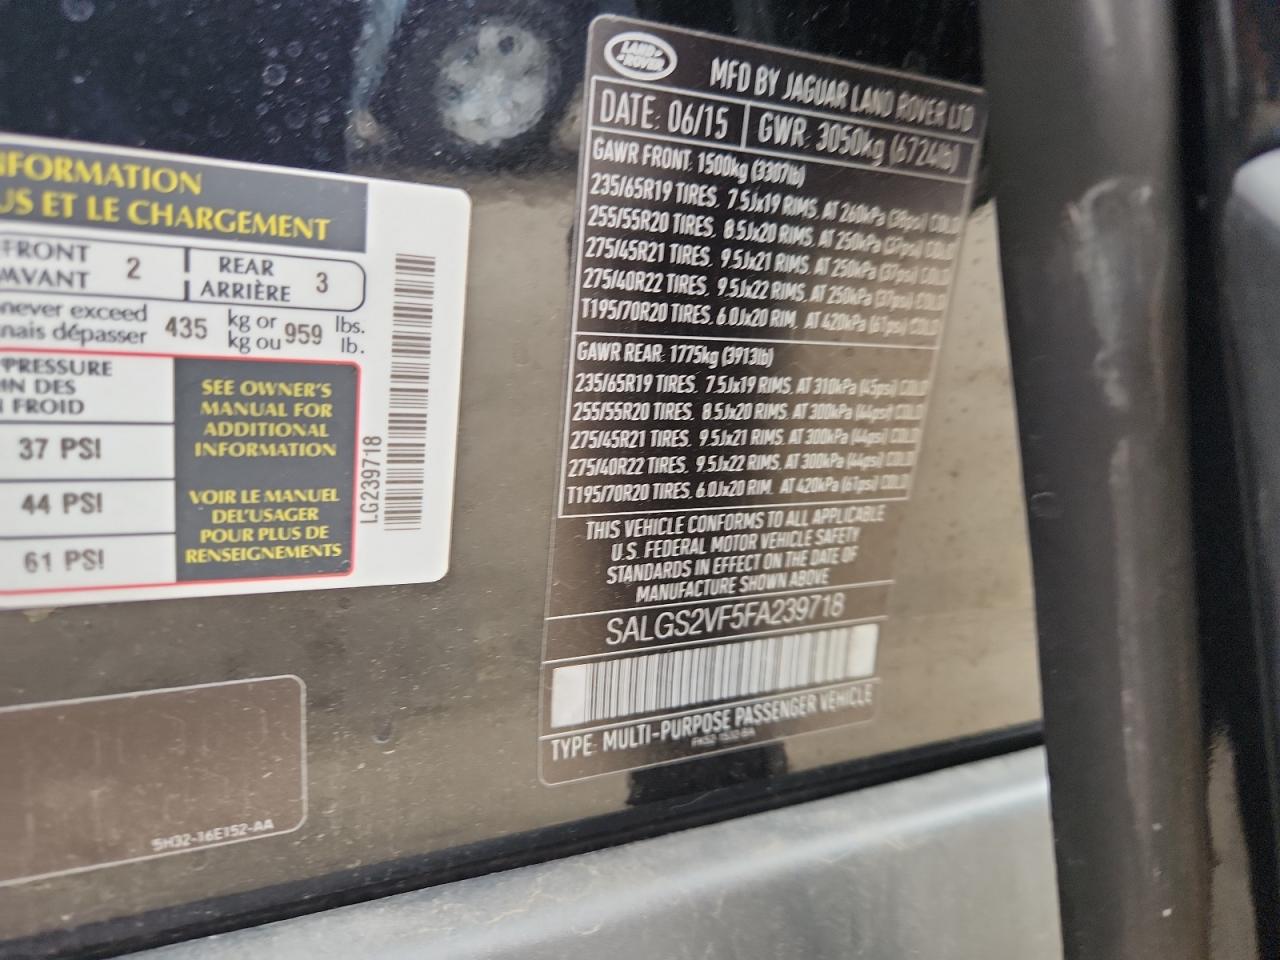 NFORMATION
US ET LE CHARGEMENT
FRONT
AVANT
2
REAR
ARRIÈRE
3
never exceed
mais dépasser
435
kg or
kg ou
959
lbs.
lb.
PRESSURE
DES
FROID
37 PSI
44 PSI
61 PSI
SEE OWNER'S
MANUAL FOR
ADDITIONAL
INFORMATION
VOIR LE MANUEL
DEL'USAGER
POUR PLUS DE
RENSEIGNEMENTS
LG239718
5H32-16E152-AA
LAND
ROVER
MFD BY JAGUAR LAND ROVER LTD
DATE: 06/15
GWR: 3050kg (6724lb)
GAWR FRONT: 1500kg (3307lb)
235/65R19 TIRES, 7.5Jx19 RIMS, AT 260kPa (38psi) COLD
255/55R20 TIRES, 8.5Jx20 RIMS, AT 250kPa (37psi) COLD
275/45R21 TIRES, 9.5Jx21 RIMS, AT 250kPa (37psi) COLD
275/40R22 TIRES, 9.5Jx22 RIMS, AT 250kPa (37psi) COLD
T195/70R20 TIRES, 6.0Jx20 RIM, AT 420kPa (61psi) COLD
GAWR REAR: 1775kg (3913lb)
235/65R19 TIRES, 7.5Jx19 RIMS, AT 310kPa (45psi) COLD
255/55R20 TIRES, 8.5Jx20 RIMS, AT 300kPa (44psi) COLD
275/45R21 TIRES, 9.5Jx21 RIMS, AT 300kPa (44psi) COLD
275/40R22 TIRES, 9.5Jx22 RIMS, AT 300kPa (44psi) COLD
T195/70R20 TIRES, 6.0Jx20 RIM, AT 420kPa (61psi) COLD
THIS VEHICLE CONFORMS TO ALL APPLICABLE
U.S. FEDERAL MOTOR VEHICLE SAFETY
STANDARDS IN EFFECT ON THE DATE OF
MANUFACTURE SHOWN ABOVE
SALGS2VF5FA239718
TYPE: MULTI-PURPOSE PASSENGER VEHICLE